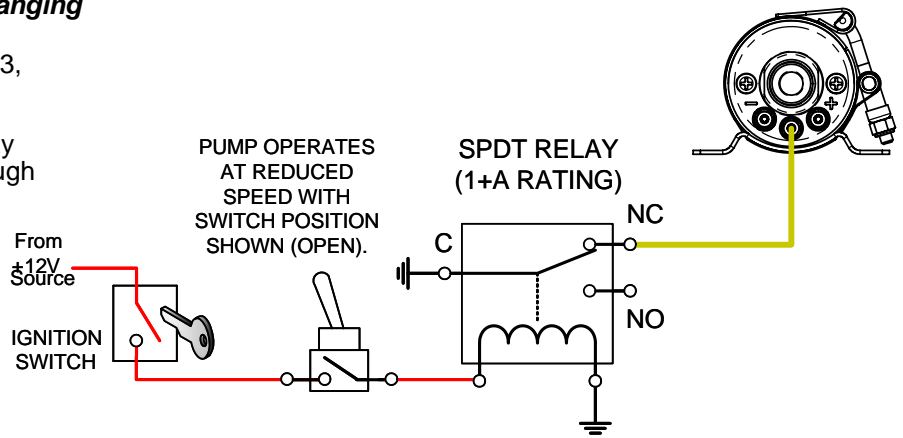 anging
3,
y
ugh
PUMP OPERATES
AT REDUCED
SPEED WITH
SWITCH POSITION
SHOWN (OPEN).
SPDT RELAY
(1+A RATING)
NC
C
NO
From
+12V
Source
IGNITION
SWITCH
− +